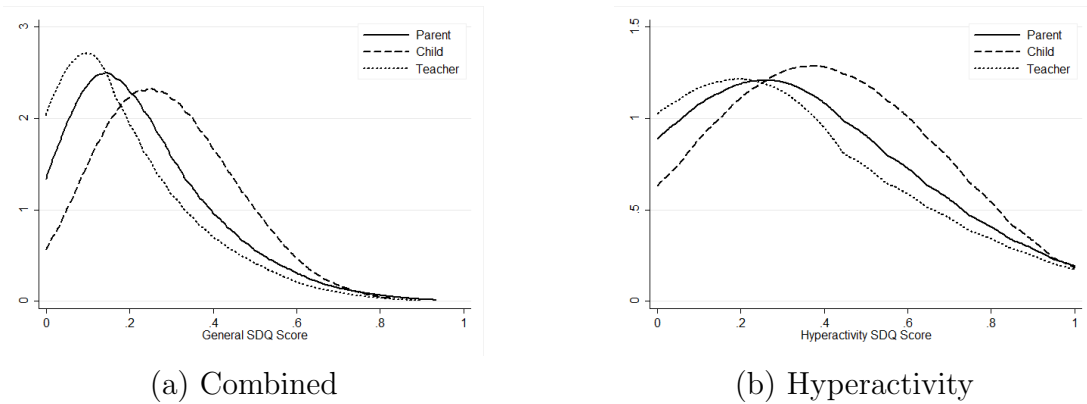 3
2
1
0
0 .2 .4 .6 .8 1
General SDQ Score
Parent
Child
Teacher
(a) Combined
1.5
1
.5
0
0 .2 .4 .6 .8 1
Hyperactivity SDQ Score
Parent
Child
Teacher
(b) Hyperactivity